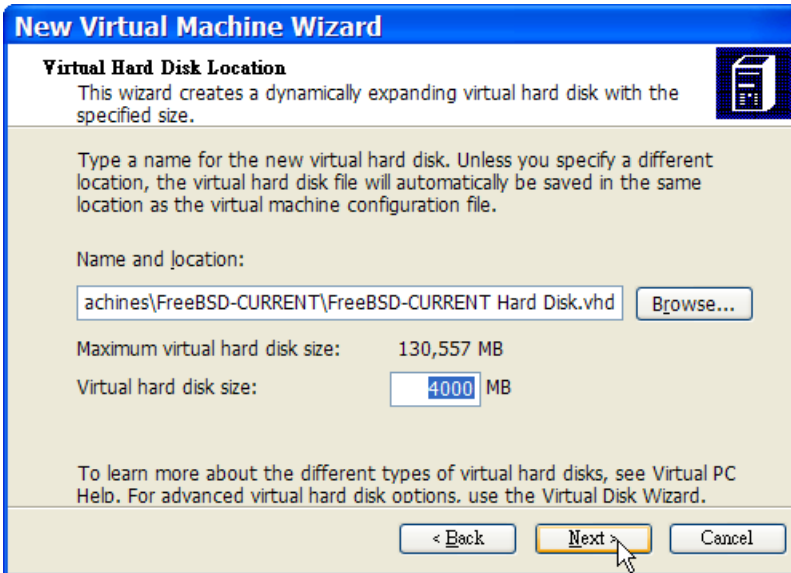 New Virtual Machine Wizard
Virtual Hard Disk Location
This wizard creates a dynamically expanding virtual hard disk with the
specified size.
Type a name for the new virtual hard disk. Unless you specify a different
location, the virtual hard disk file will automatically be saved in the same
location as the virtual machine configuration file.
Name and location:
achines\FreeBSD-CURRENT\FreeBSD-CURRENT Hard Disk.vhd Browse...
Maximum virtual hard disk size: 130,557 MB
Virtual hard disk size: 4000 MB
To learn more about the different types of virtual hard disks, see Virtual PC
Help. For advanced virtual hard disk options, use the Virtual Disk Wizard.
< Back Next > Cancel